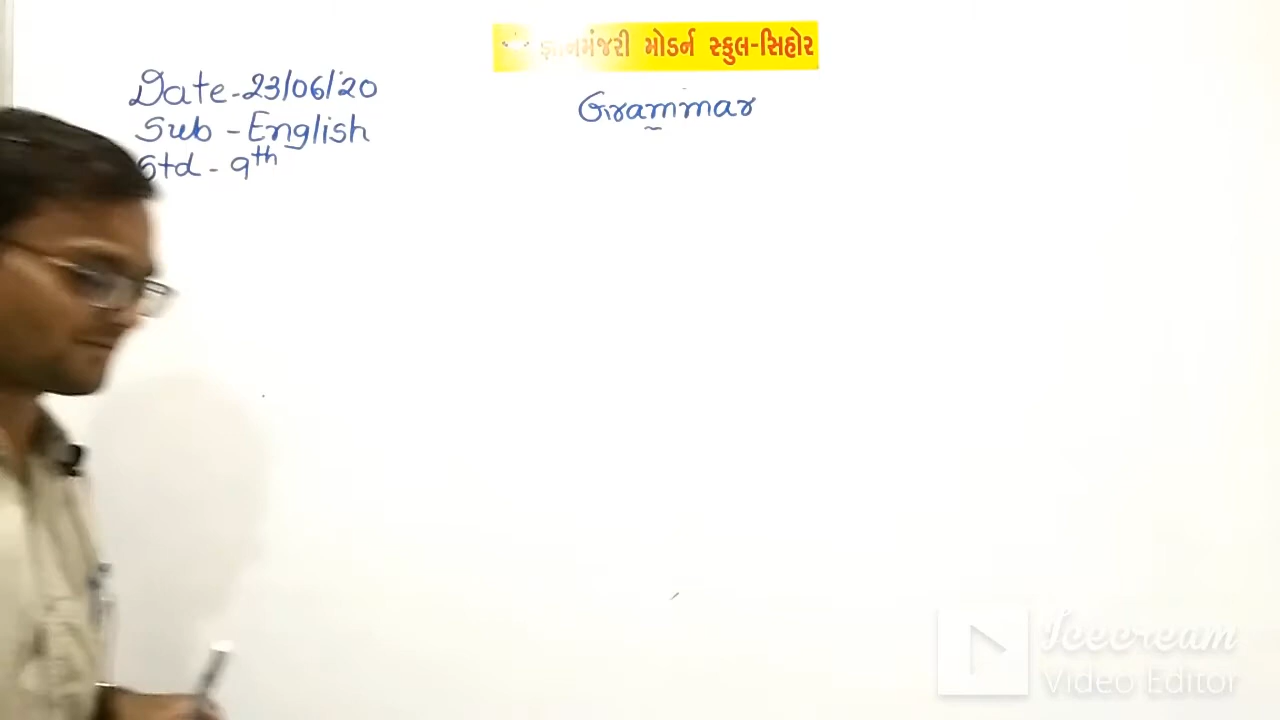 જ્ઞાનમંજરી મોડર્ન સ્કુલ-સિહોર
Date-23/06/20
Grammar
Sub - English
Std - 9th
Icecream
Video Editor